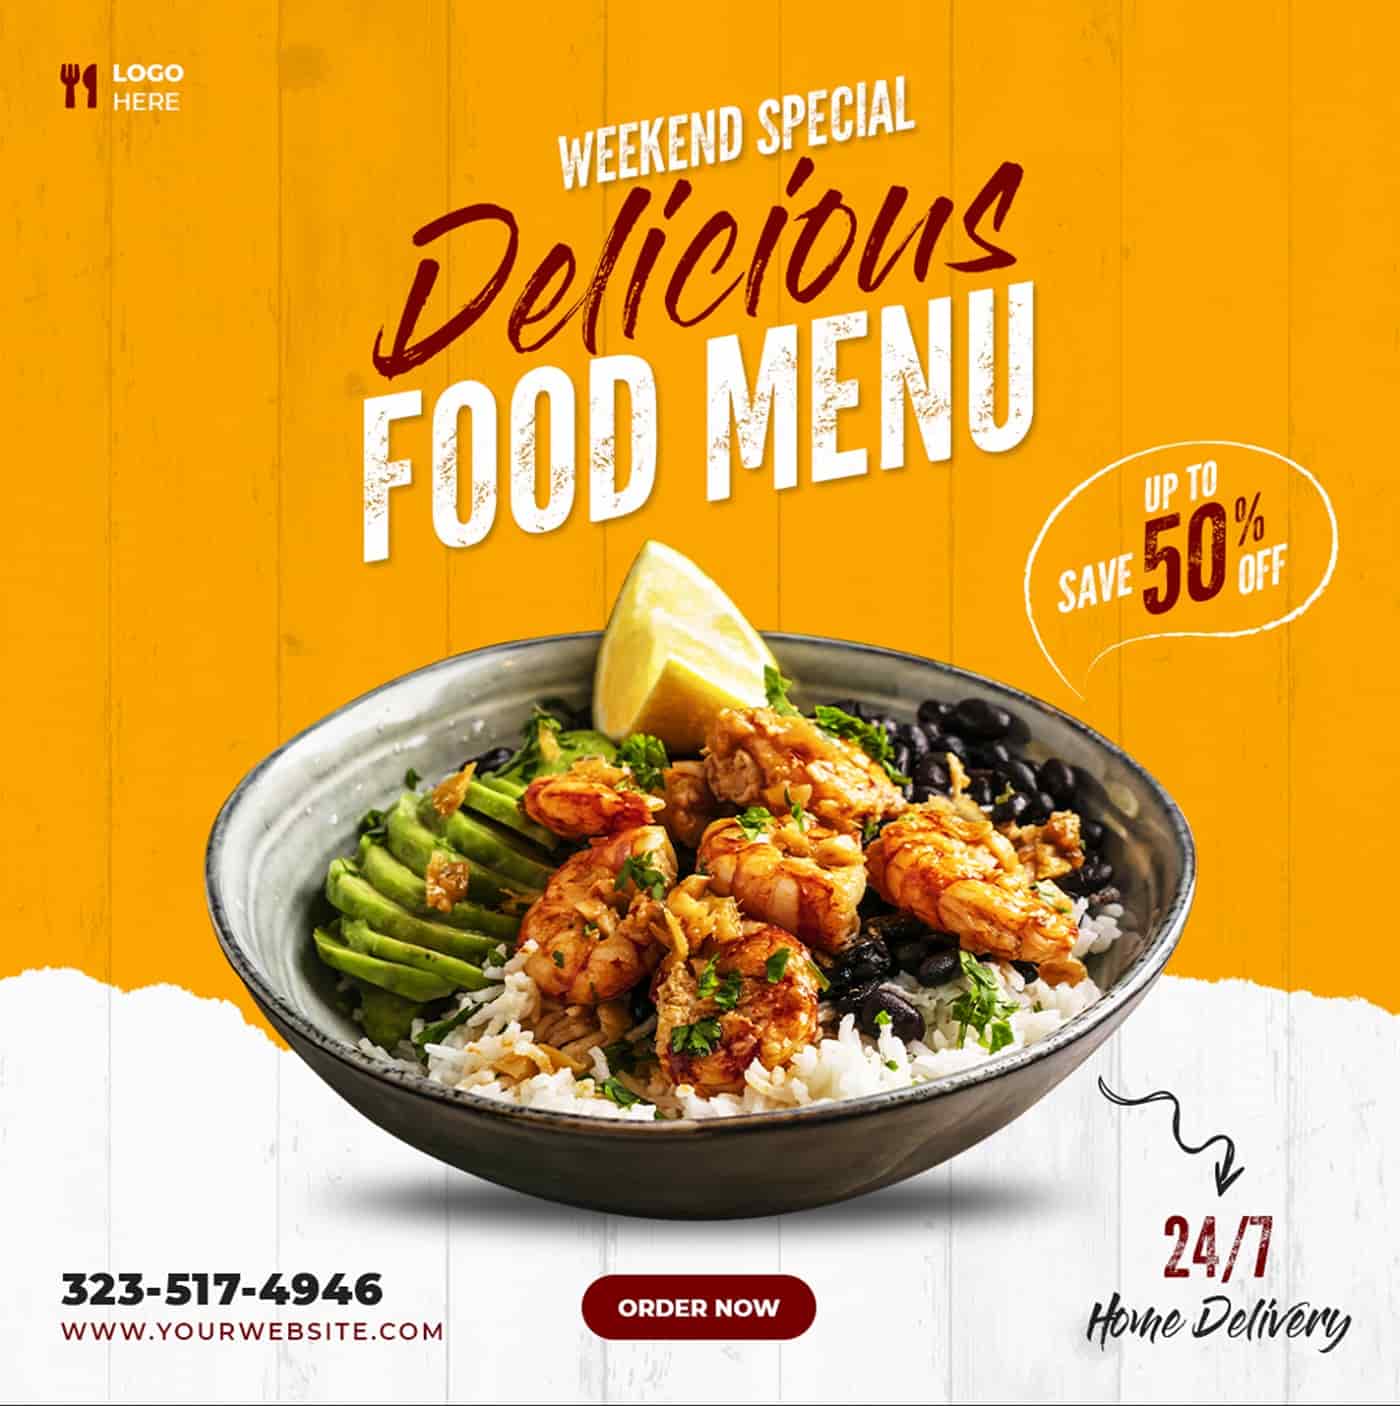 LOGO
HERE
WEEKEND SPECIAL
Delicious
FOOD MENU
UP TO
SAVE 50% OFF
24/7
Home Delivery
323-517-4946
WWW.YOURWEBSITE.COM
ORDER NOW